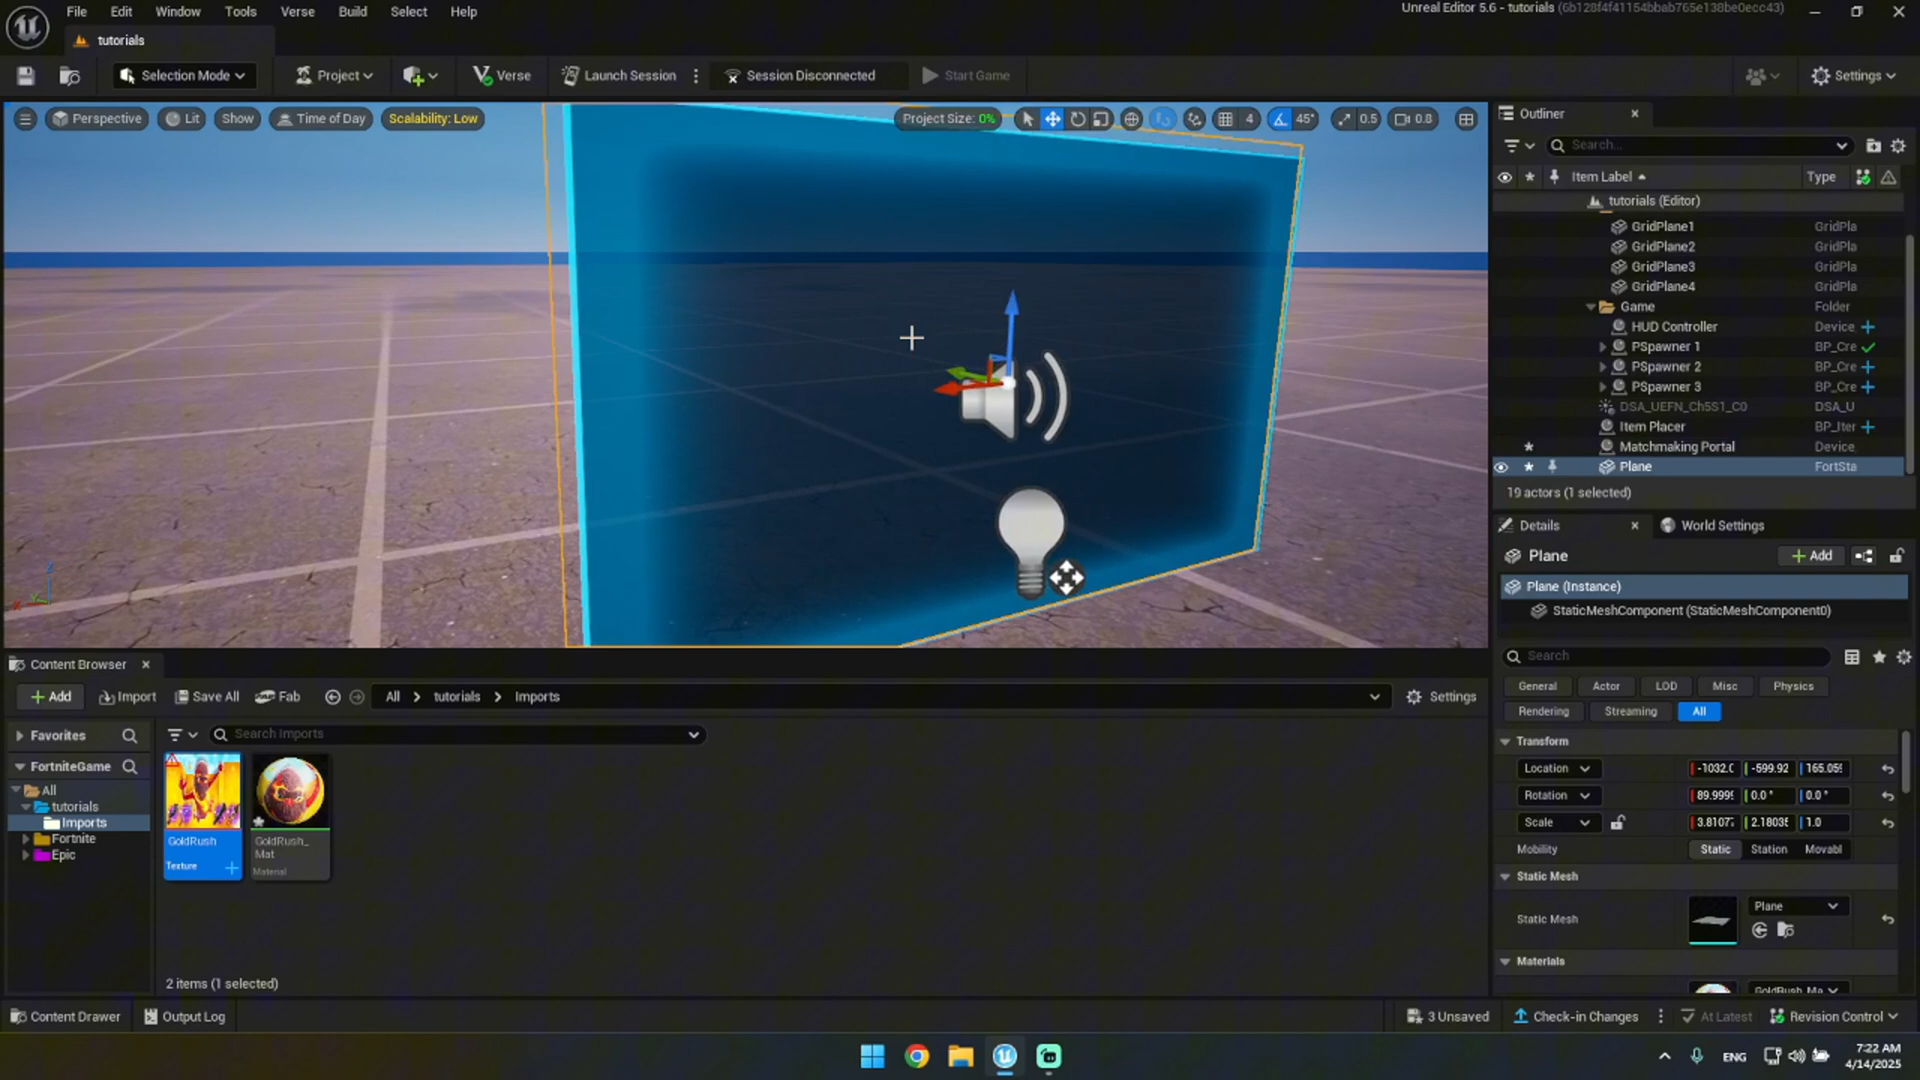 File Edit Window Tools Verse Build Select Help
Unreal Editor 5.6 - tutorials (6b128f4f41154bbab765e138be0ecc43)
tutorials
Selection Mode Project Verse Launch Session Session Disconnected Start Game Settings
Perspective Lit Show Time of Day Scalability: Low Project Size: 0% 4 45° 0.5 0.8
Outliner
Search...
Item Label Type
tutorials (Editor)
GridPlane1 GridPla
GridPlane2 GridPla
GridPlane3 GridPla
GridPlane4 GridPla
Game Folder
HUD Controller Device
PSpawner 1 BP_Cre
PSpawner 2 BP_Cre
PSpawner 3 BP_Cre
DSA_UEFN_Ch5S1_C0 DSA_U
Item Placer BP_Iter
Matchmaking Portal Device
Plane FortSta
19 actors (1 selected)
Details World Settings
Plane Add
Plane (Instance)
StaticMeshComponent (StaticMeshComponent0)
Search
General Actor LOD Misc Physics
Rendering Streaming All
Transform
Location -1032.0 -599.92 165.059
Rotation 89.9999 0.0 ° 0.0 °
Scale 3.8107 2.18035 1.0
Mobility Static Station Movabl
Static Mesh
Static Mesh Plane
Materials
GoldRush_Ma
Z
Y
X
Content Browser
Add Import Save All Fab All tutorials Imports Settings
Favorites
Search Imports
FortniteGame
All
tutorials
Imports
Fortnite
Epic
GoldRush
Texture
GoldRush_
Mat
Material
2 items (1 selected)
Content Drawer Output Log 3 Unsaved Check-in Changes At Latest Revision Control
ENG
7:22 AM
4/14/2025